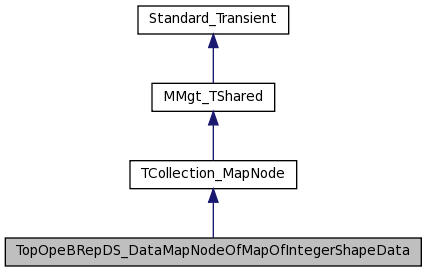 Standard_Transient
MMgt_TShared
TCollection_MapNode
TopOpeBRepDS_DataMapNodeOfMapOfIntegerShapeData